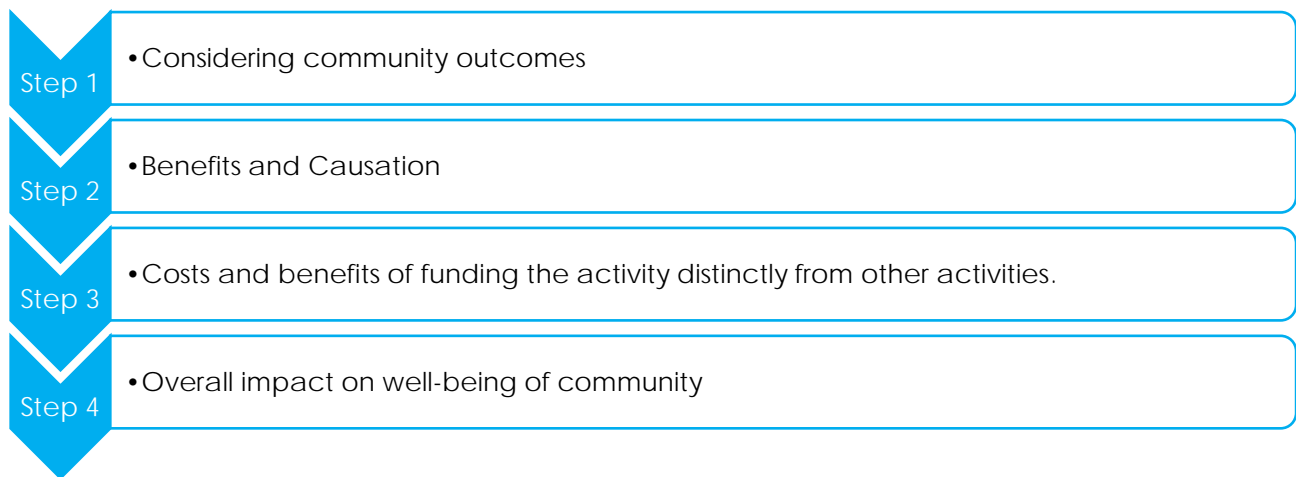 Step 1
•Considering community outcomes
Step 2
•Benefits and Causation
Step 3
•Costs and benefits of funding the activity distinctly from other activities.
Step 4
•Overall impact on well-being of community